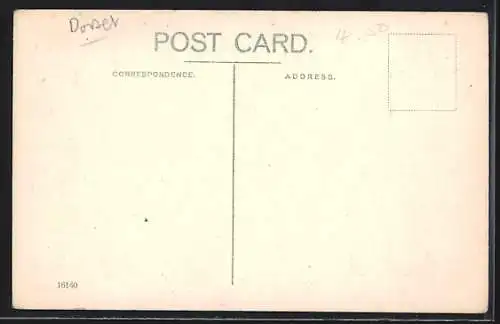 Dorset
4.50
POST CARD.
CORRESPONDENCE.
ADDRESS.
16140